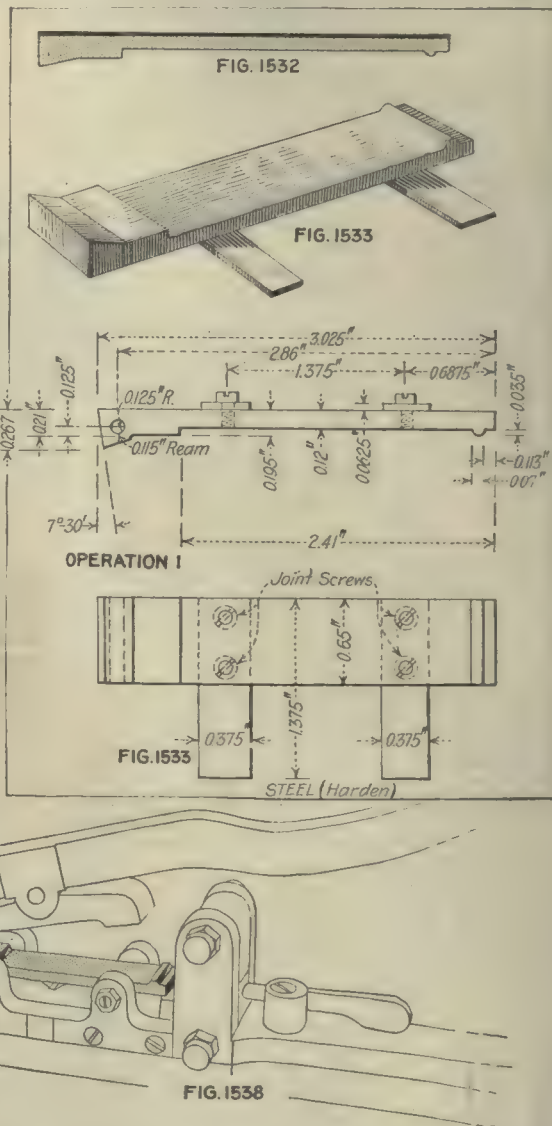 FIG. 1532
FIG. 1533
3.025"
2.86"
1.375"
0.6875"
0.035"
0.125"
0.21"
0.267
0.125" R.
0.115" Ream
0.195"
0.12"
0.0625"
0.113"
0.07"
7°-30'
2.41"
OPERATION 1
Joint Screws
0.65"
1.375"
0.375"
0.375"
FIG. 1533
STEEL (Harden)
FIG. 1538